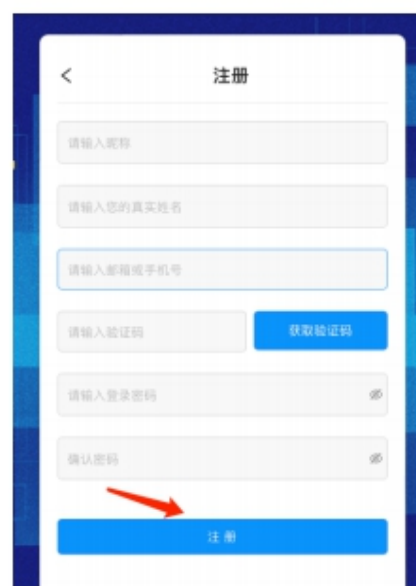 注册
请输入昵称
请输入您的真实姓名
请输入邮箱或手机号
请输入验证码
获取验证码
请输入登录密码
确认密码
注 册